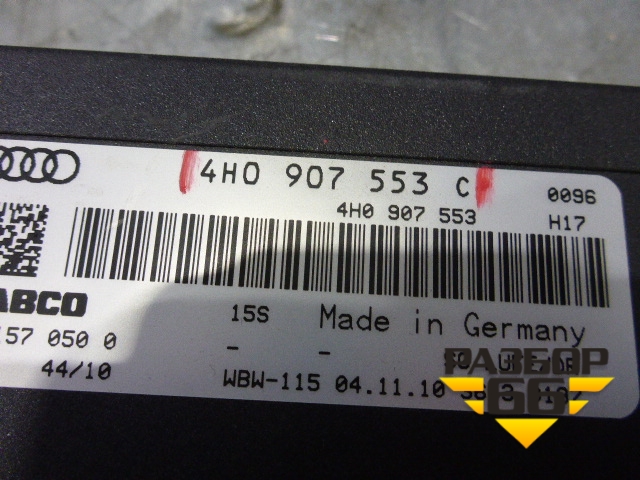 4H0 907 553 C
0096
4H0 907 553
H17
ABCO
157 050 0
15S
Made in Germany
- -
44/10
WBW-115 04.11.10
РАЗБОР
66